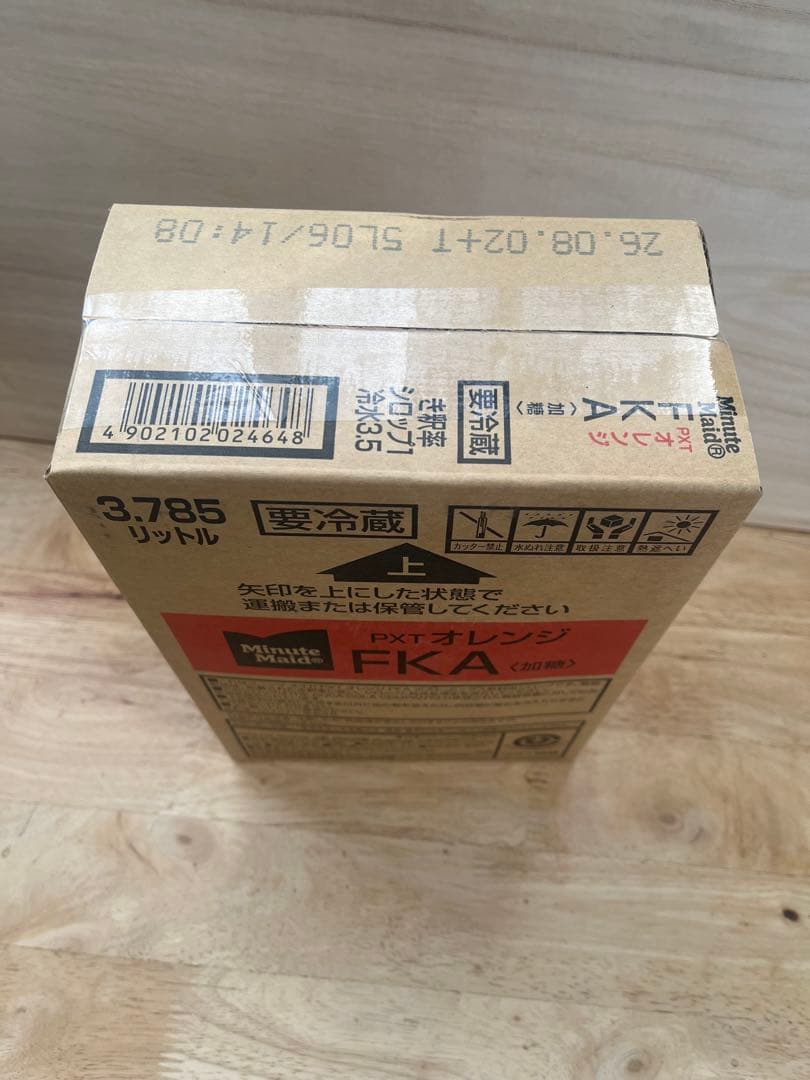 26.08.02+T 5L06/14:08
Minute
Maid®
PXT
オレンジ
FKA
〈加糖〉
要冷蔵
き釈率
シロップ1
冷水3.5
4 902102 024648
3.785
リットル
要冷蔵
カッター禁止
水ぬれ注意
取扱注意
熱遮へい
上
矢印を上にした状態で
運搬または保管してください
Minute
Maid®
PXT オレンジ
FKA〈加糖〉